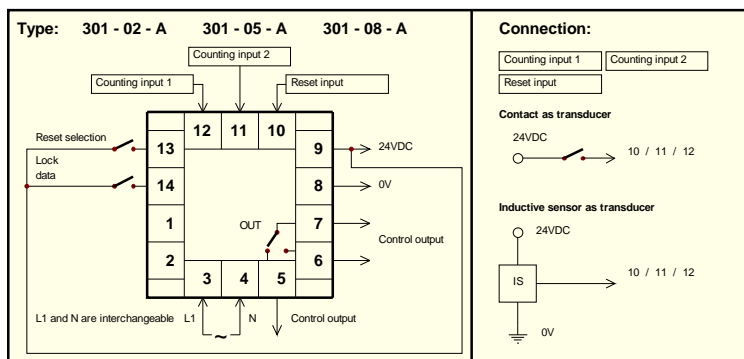 Type: 301 - 02 - A 301 - 05 - A 301 - 08 - A
Counting input 2
Counting input 1
Reset input
12 11 10
Reset selection
13
9
24VDC
Lock
data
14
8
0V
1
OUT
7
Control output
2
6
3 4 5
L1 and N are interchangeable L1 ~ N Control output
Connection:
Counting input 1 Counting input 2
Reset input
Contact as transducer
24VDC
10 / 11 / 12
Inductive sensor as transducer
24VDC
IS
10 / 11 / 12
0V